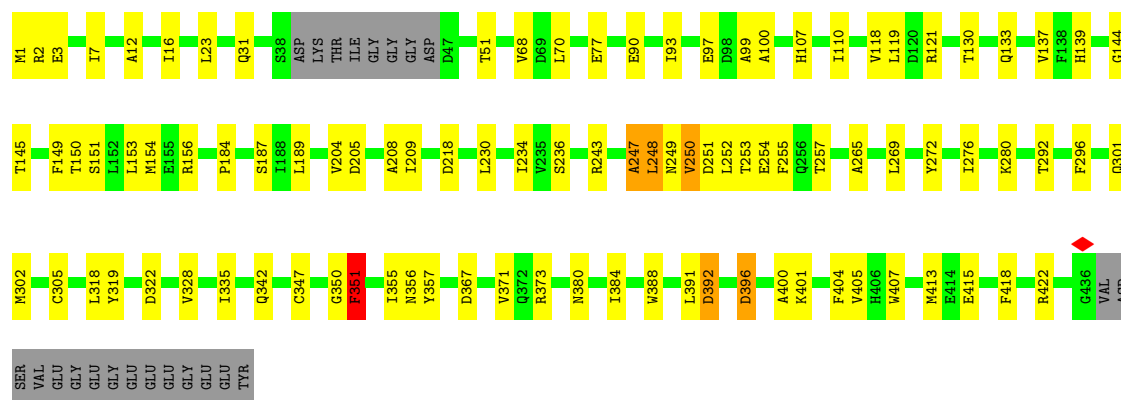 M1 R2 E3 I7 A12 I16 L23 Q31 S38 ASP LYS THR ILE GLY GLY GLY ASP D47 T51 V68 D69 L70 E77 E90 I93 E97 D98 A99 A100 H107 I110 V118 L119 D120 R121 T130 Q133 V137 F138 H139 G144
T145 F149 T150 S151 L152 L153 M154 E155 R156 P184 S187 I188 L189 V204 D205 A208 I209 D218 L230 I234 V235 S236 R243 A247 L248 N249 V250 D251 L252 T253 E254 F255 Q256 T257 A265 L269 Y272 I276 K280 T292 F296 Q301
M302 C305 L318 Y319 D322 V328 I335 Q342 C347 G350 F351 I355 N356 Y357 D367 V371 Q372 R373 N380 I384 W388 L391 D392 D396 A400 K401 F404 V405 H406 W407 M413 E414 E415 F418 R422 G436 VAL ASP
SER VAL GLU GLY GLU GLY GLU GLU GLU GLY GLU GLU TYR